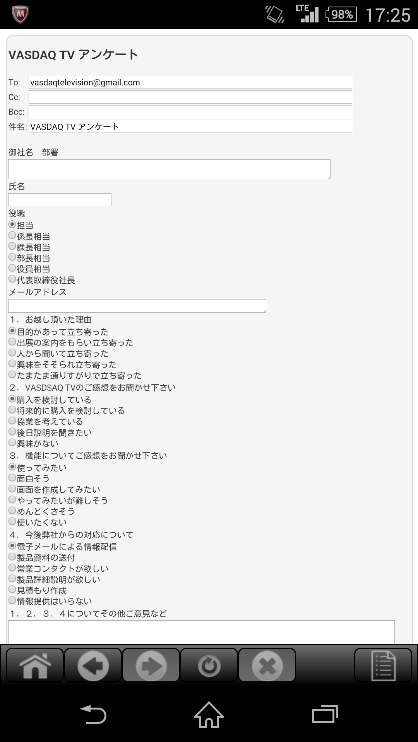 LTE 98% 17:25
VASDAQ TV アンケート
To: vasdaqtelevision@gmail.com
Cc:
Bcc:
件名: VASDAQ TV アンケート
御社名 部署
氏名
役職
担当
係長相当
課長相当
部長相当
役員相当
代表取締役社長
メールアドレス
1．お越し頂いた理由
目的があって立ち寄った
出展の案内をもらい立ち寄った
人から聞いて立ち寄った
興味をそそられ立ち寄った
たまたま通りすがりで立ち寄った
2．VASDSAQ TVのご感想をお聞かせ下さい
購入を検討している
将来的に購入を検討している
協業を考えている
後日説明を聞きたい
興味がない
3．機能についてご感想をお聞かせ下さい
使ってみたい
面白そう
画面を作成してみたい
やってみたいが難しそう
めんどくさそう
使いたくない
4．今後弊社からの対応について
電子メールによる情報配信
製品資料の送付
営業コンタクトが欲しい
製品詳細説明が欲しい
見積もり作成
情報提供はいらない
1．2．3．4についてその他ご意見など